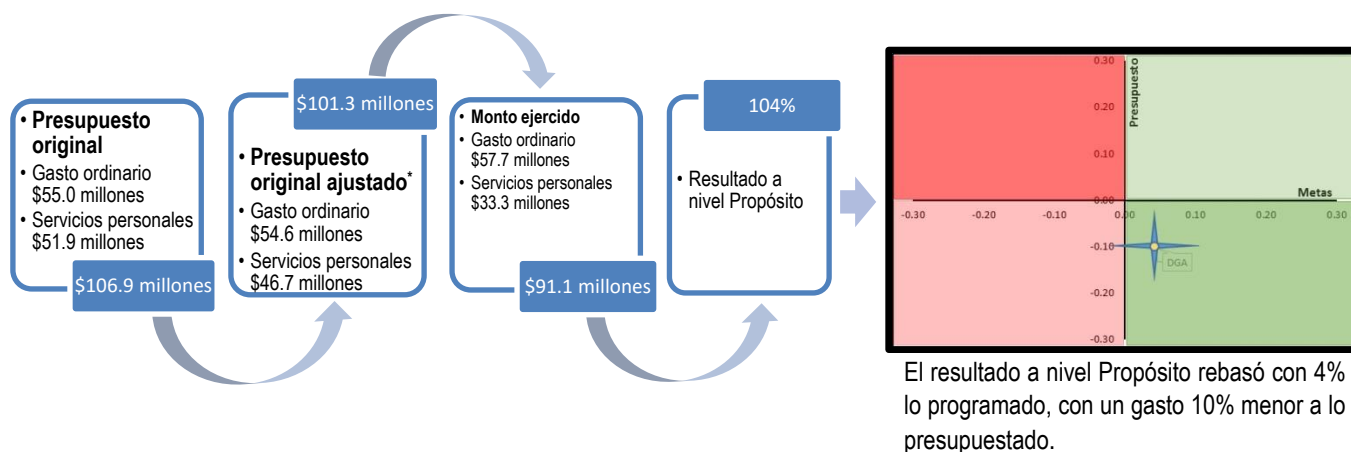 • Presupuesto
original
• Gasto ordinario
$55.0 millones
• Servicios personales
$51.9 millones
$106.9 millones
$101.3 millones
• Presupuesto
original ajustado*
• Gasto ordinario
$54.6 millones
• Servicios personales
$46.7 millones
• Monto ejercido
• Gasto ordinario
$57.7 millones
• Servicios personales
$33.3 millones
$91.1 millones
104%
• Resultado a
nivel Propósito
Presupuesto
0.30
0.20
0.10
0.00
Metas
-0.30 -0.20 -0.10 0.00 0.10 0.20 0.30
-0.10
DGA
-0.20
-0.30
El resultado a nivel Propósito rebasó con 4%
lo programado, con un gasto 10% menor a lo
presupuestado.